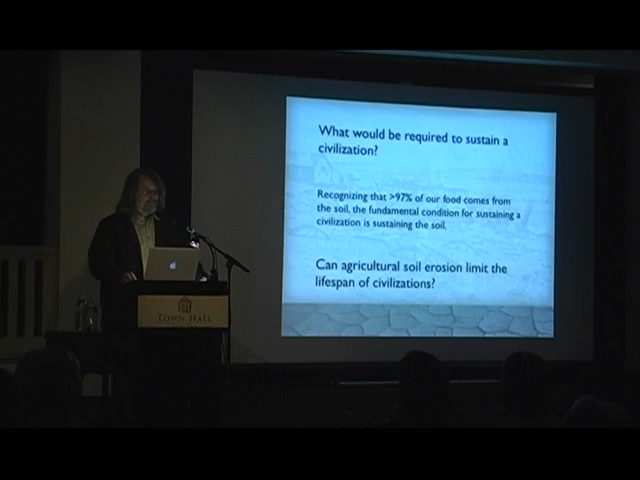 What would be required to sustain a
civilization?
Recognizing that >97% of our food comes from
the soil, the fundamental condition for sustaining a
civilization is sustaining the soil.
Can agricultural soil erosion limit the
lifespan of civilizations?
TOWN HALL